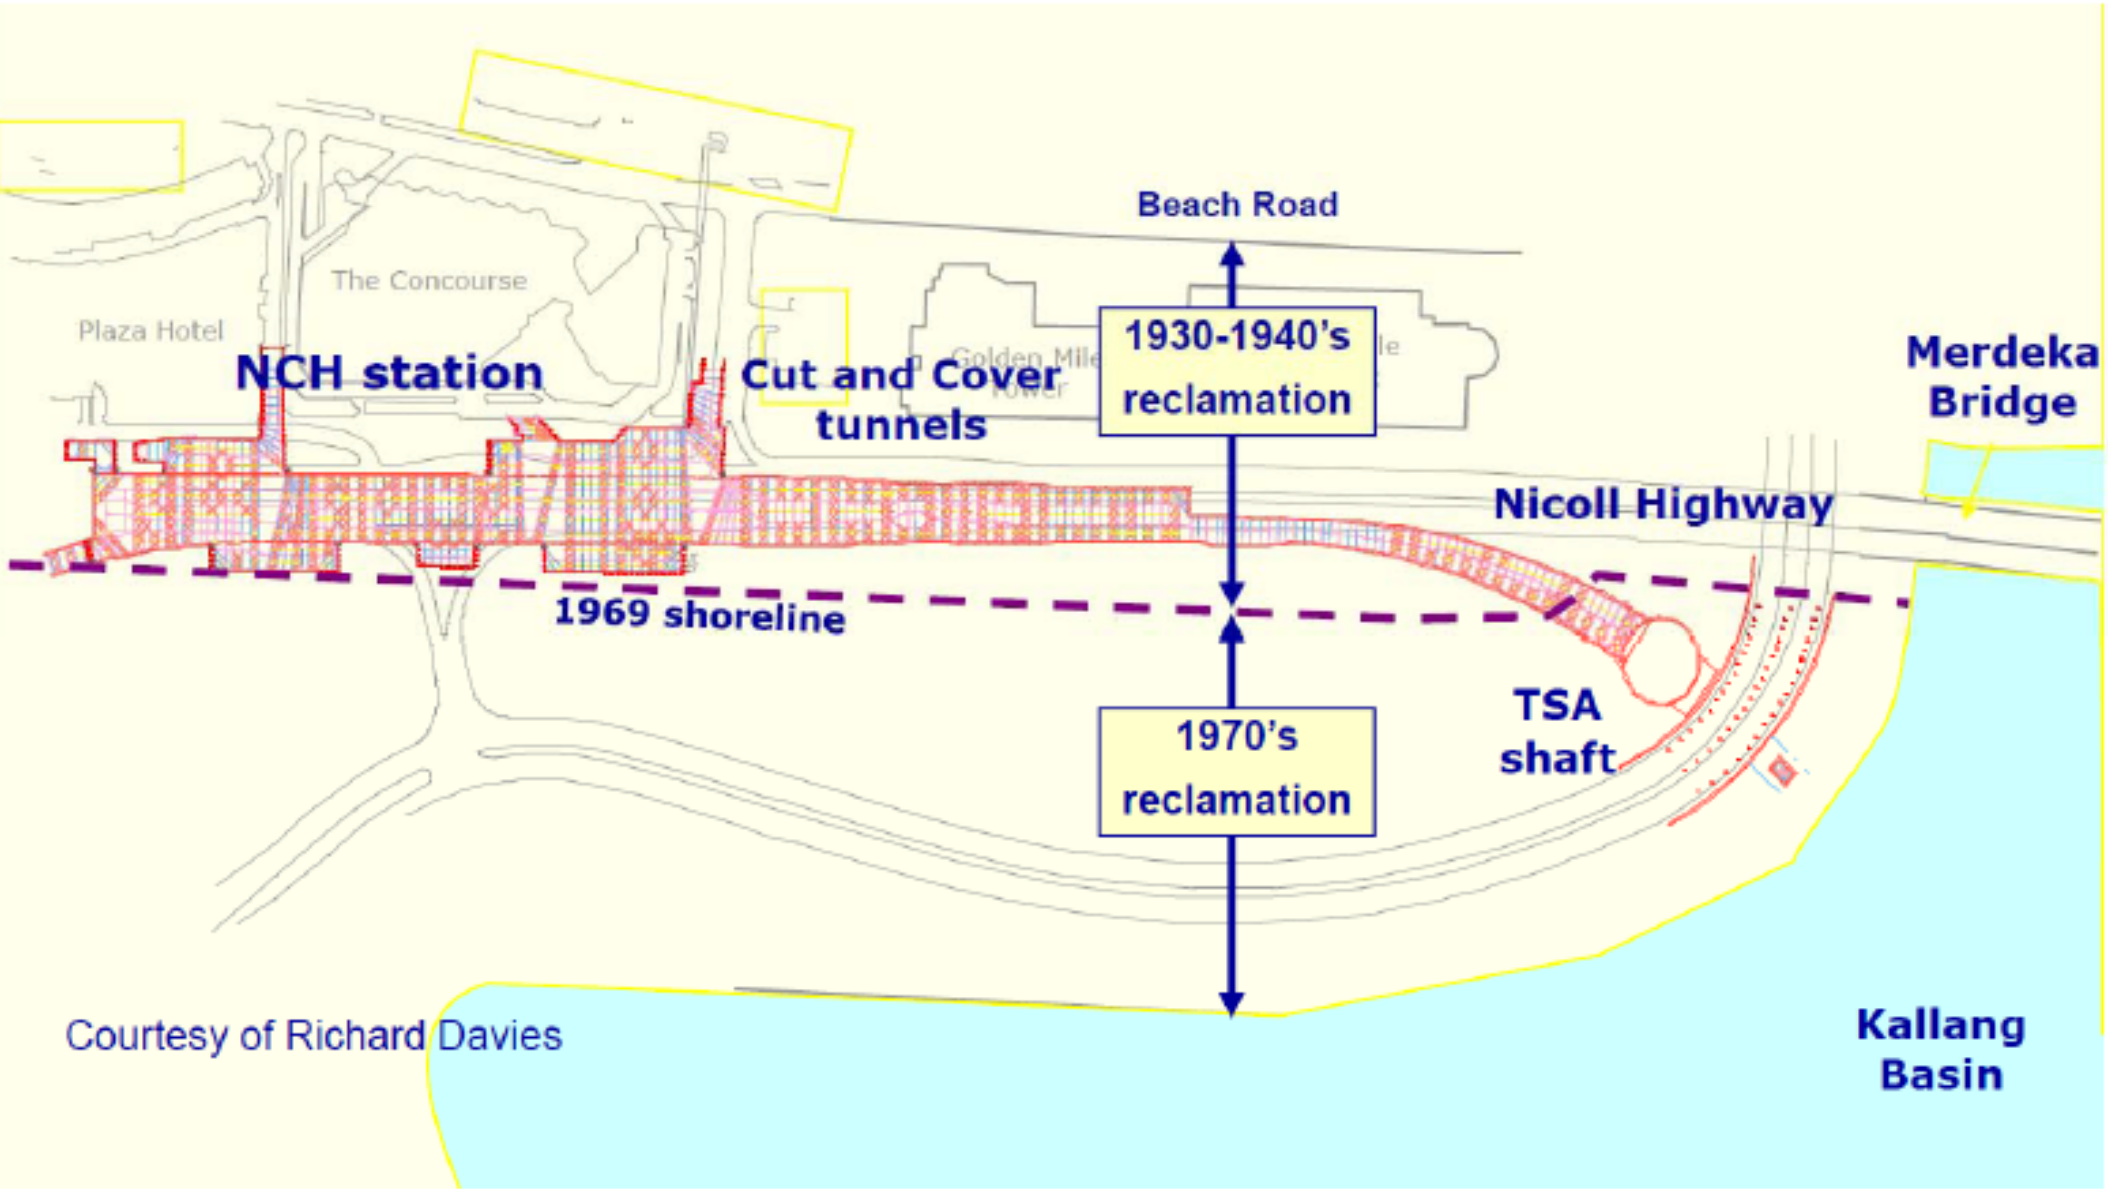 Beach Road
The Concourse
Plaza Hotel
1930-1940's
reclamation
Golden Mile
Tower
le
NCH station
Cut and Cover
tunnels
Merdeka
Bridge
Nicoll Highway
1969 shoreline
TSA
shaft
1970's
reclamation
Courtesy of Richard Davies
Kallang
Basin